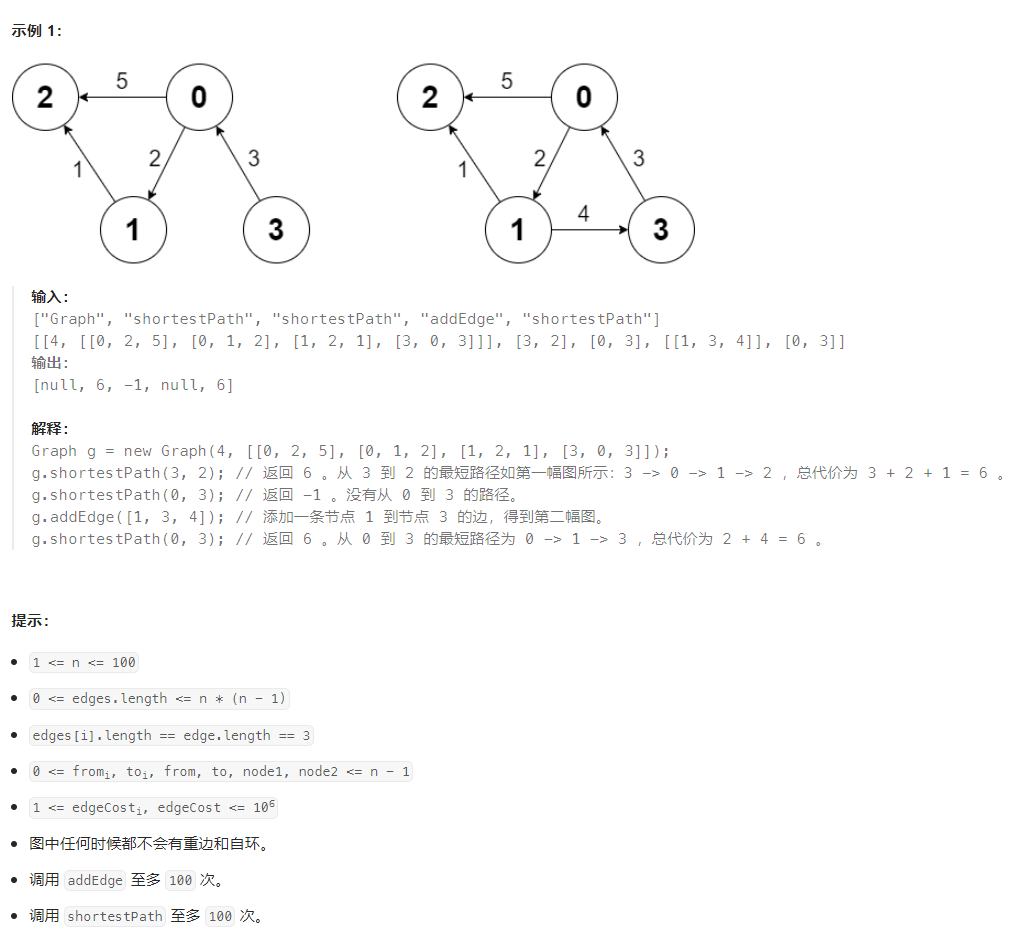 示例 1：
5
2
0
1
2
3
1
3
5
2
0
1
2
3
4
1
3
输入：
["Graph", "shortestPath", "shortestPath", "addEdge", "shortestPath"]
[[4, [[0, 2, 5], [0, 1, 2], [1, 2, 1], [3, 0, 3]]], [3, 2], [0, 3], [[1, 3, 4]], [0, 3]]
输出：
[null, 6, -1, null, 6]
解释：
Graph g = new Graph(4, [[0, 2, 5], [0, 1, 2], [1, 2, 1], [3, 0, 3]]);
g.shortestPath(3, 2); // 返回 6 。从 3 到 2 的最短路径如第一幅图所示：3 -> 0 -> 1 -> 2 ，总代价为 3 + 2 + 1 = 6 。
g.shortestPath(0, 3); // 返回 -1 。没有从 0 到 3 的路径。
g.addEdge([1, 3, 4]); // 添加一条节点 1 到节点 3 的边，得到第二幅图。
g.shortestPath(0, 3); // 返回 6 。从 0 到 3 的最短路径为 0 -> 1 -> 3 ，总代价为 2 + 4 = 6 。
提示：
1 <= n <= 100
0 <= edges.length <= n * (n - 1)
edges[i].length == edge.length == 3
0 <= fromᵢ, toᵢ, from, to, node1, node2 <= n - 1
1 <= edgeCostᵢ, edgeCost <= 10⁶
图中任何时候都不会有重边和自环。
调用 addEdge 至多 100 次。
调用 shortestPath 至多 100 次。